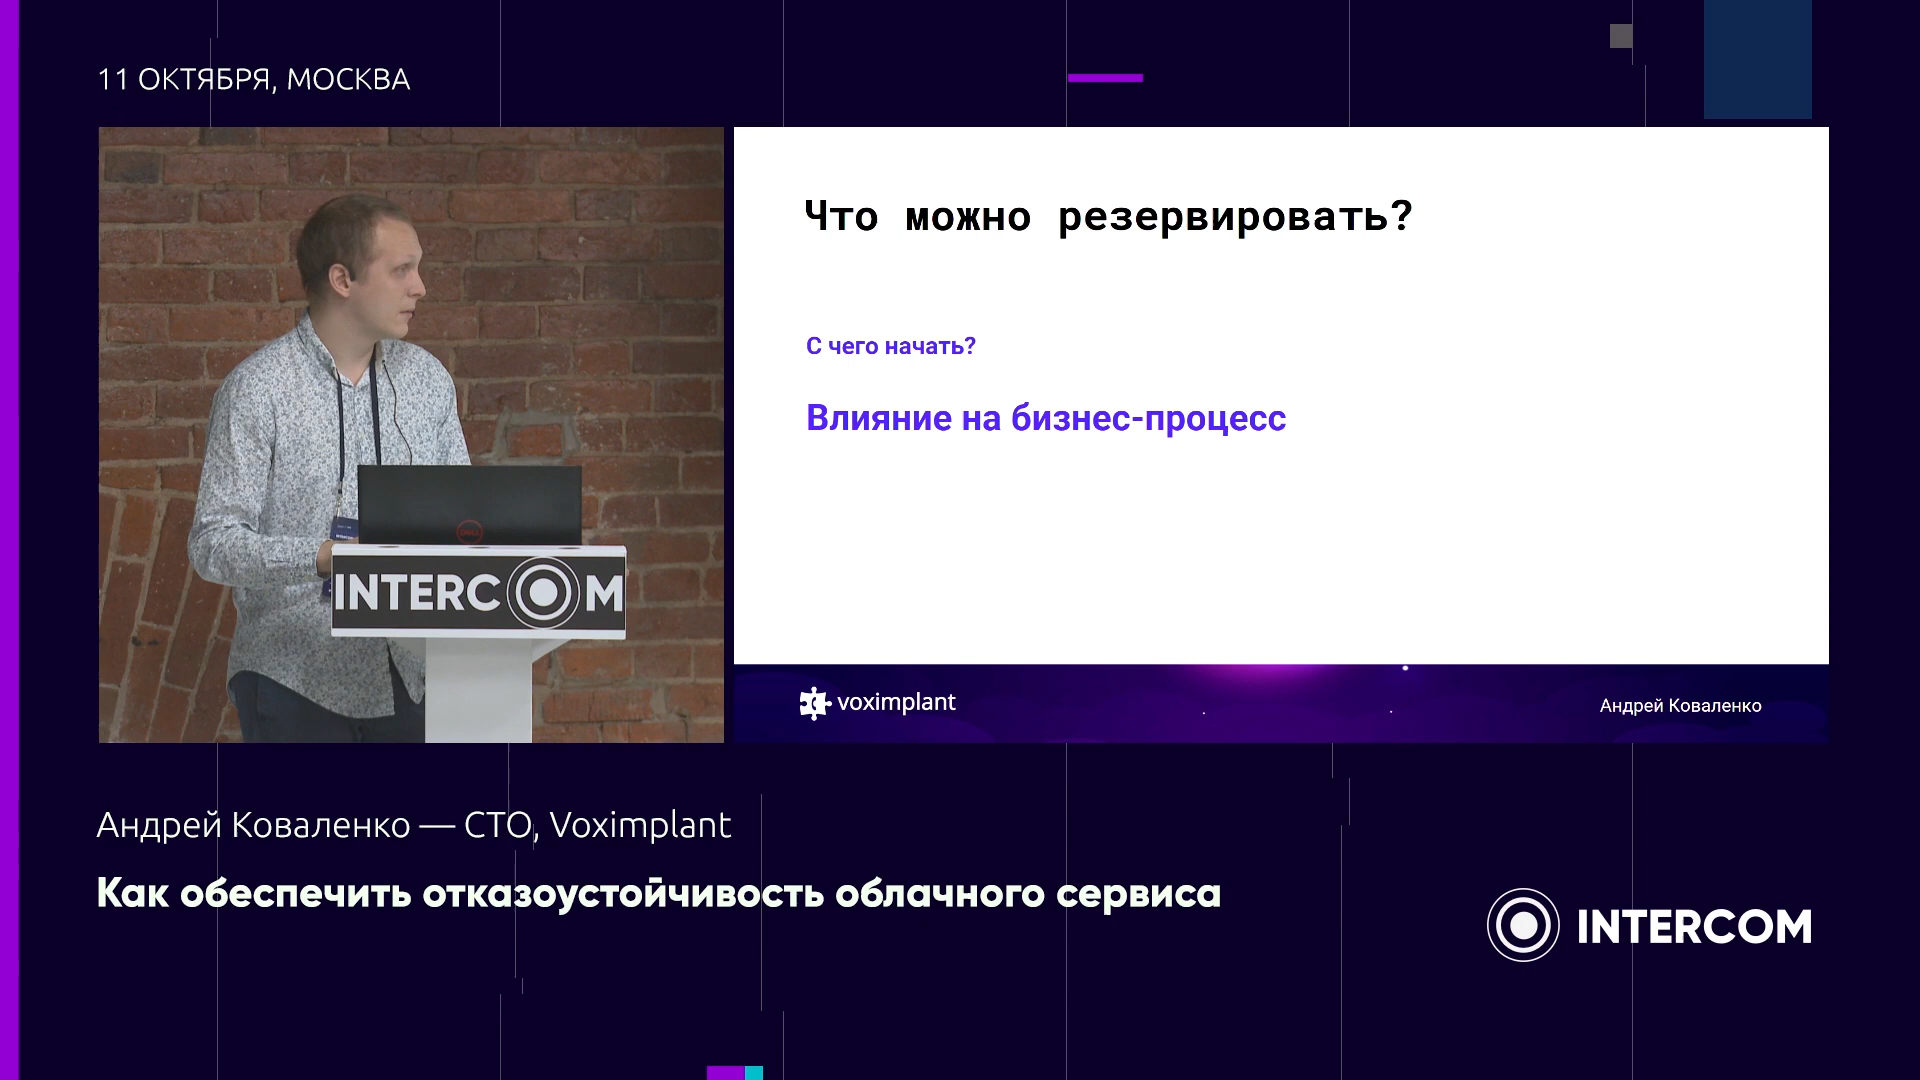 11 ОКТЯБРЯ, МОСКВА
Что можно резервировать?
С чего начать?
Влияние на бизнес-процесс
DELL
INTERCOM
voximplant
Андрей Коваленко
Андрей Коваленко — CTO, Voximplant
Как обеспечить отказоустойчивость облачного сервиса
INTERCOM